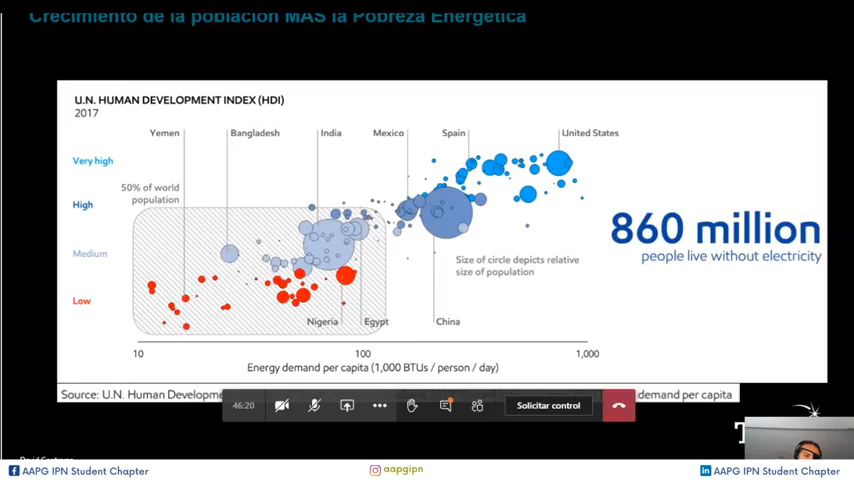 Crecimiento de la población MAS la Pobreza Energética
U.N. HUMAN DEVELOPMENT INDEX (HDI)
2017
Yemen
Bangladesh
India
Mexico
Spain
United States
Very high
50% of world
population
High
860 million
people live without electricity
Medium
Size of circle depicts relative
size of population
Low
Nigeria
Egypt
China
10
100
1,000
Energy demand per capita (1,000 BTUs / person / day)
Source: U.N. Human Developme
demand per capita
46:20
Solicitar control
T
AAPG IPN Student Chapter
aapgipn
AAPG IPN Student Chapter